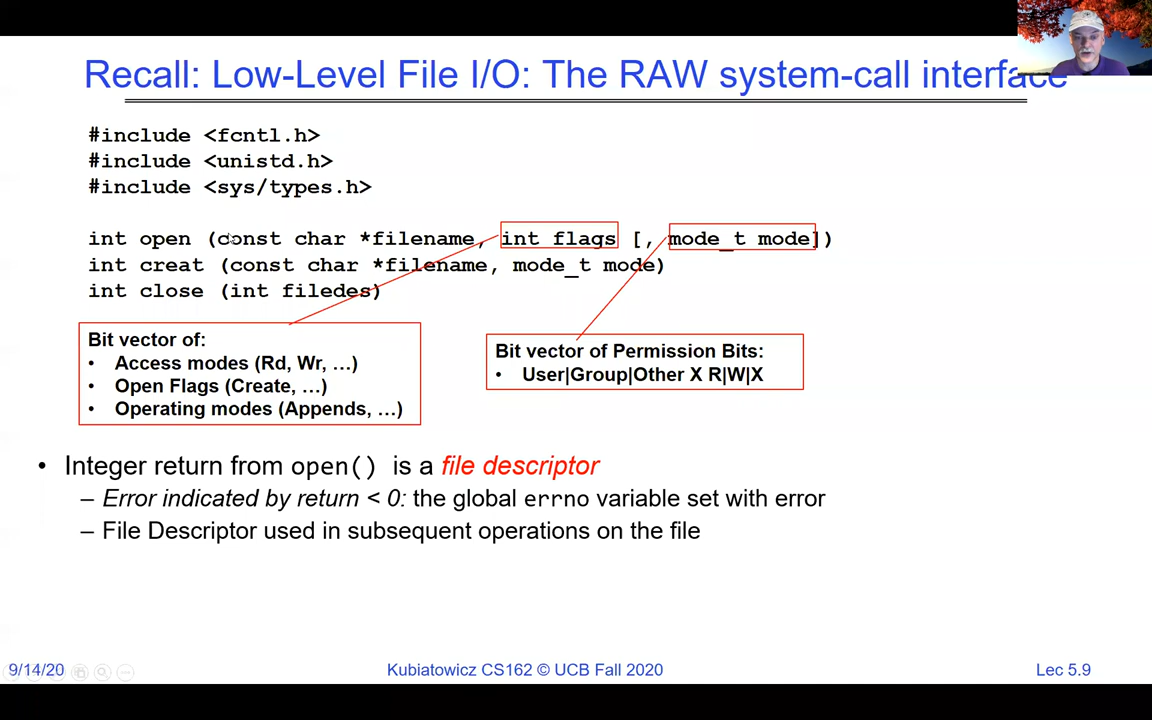 Recall: Low-Level File I/O: The RAW system-call interface
#include <fcntl.h>
#include <unistd.h>
#include <sys/types.h>
int open (const char *filename, int flags [, mode_t mode])
int creat (const char *filename, mode_t mode)
int close (int filedes)
Bit vector of:
• Access modes (Rd, Wr, …)
• Open Flags (Create, …)
• Operating modes (Appends, …)
Bit vector of Permission Bits:
• User|Group|Other X R|W|X
• Integer return from open() is a file descriptor
– Error indicated by return < 0: the global errno variable set with error
– File Descriptor used in subsequent operations on the file
9/14/20
Kubiatowicz CS162 © UCB Fall 2020
Lec 5.9